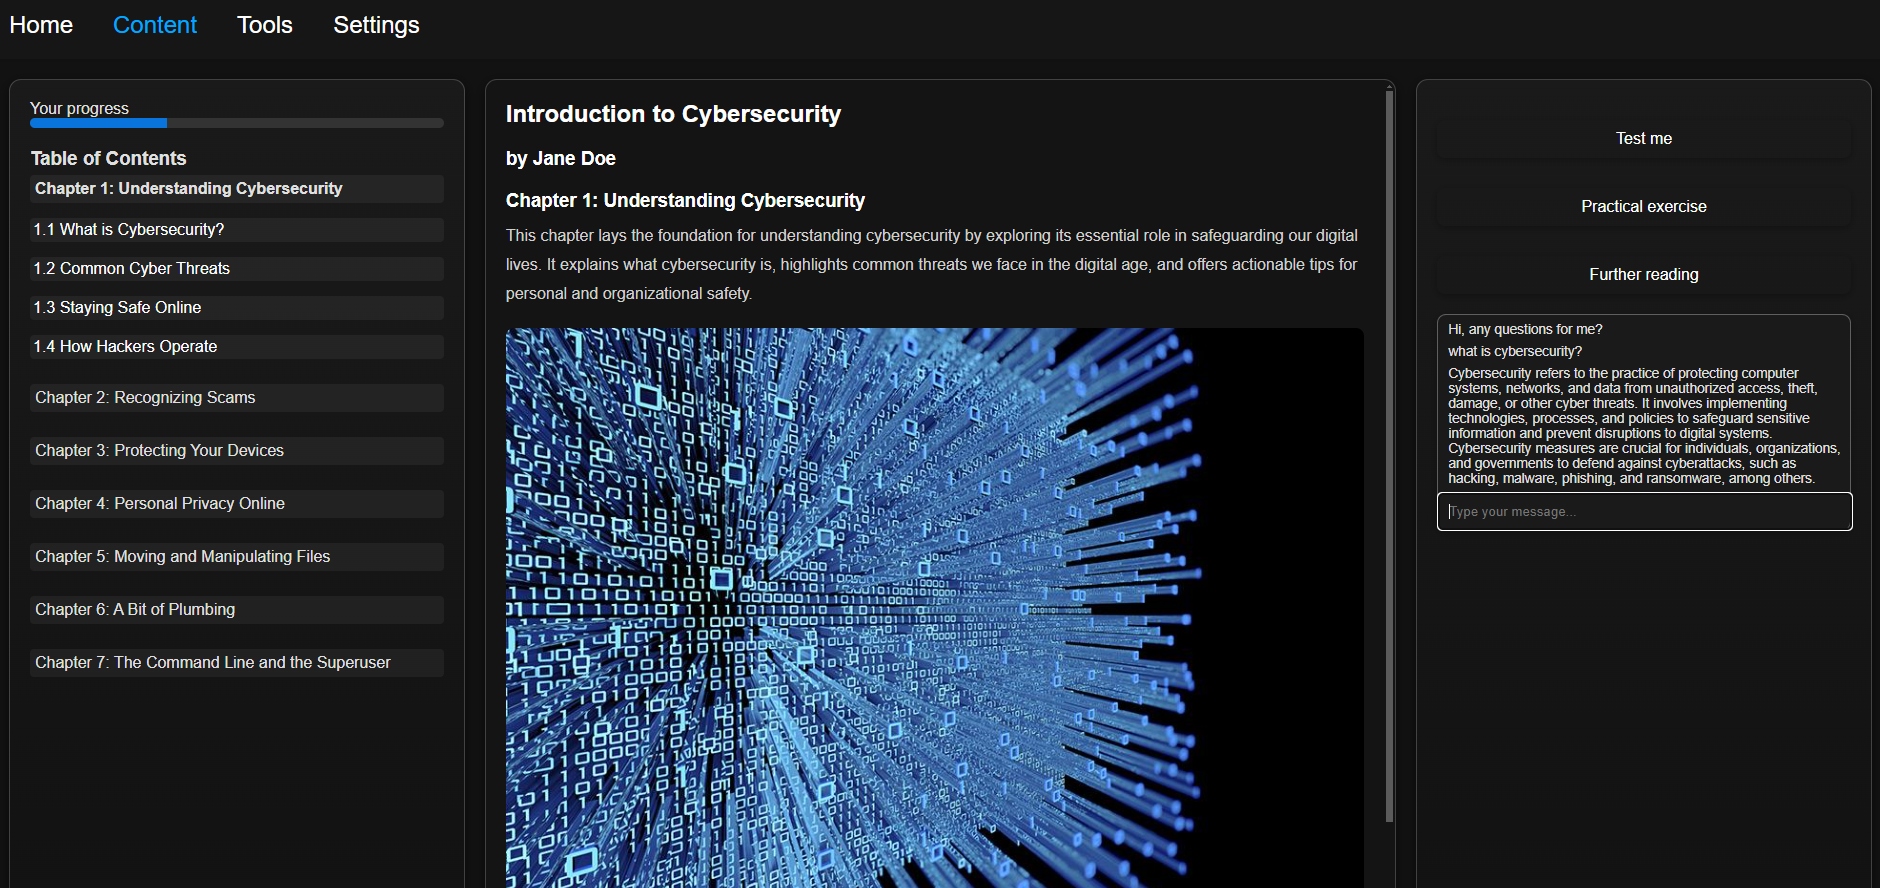 Home Content Tools Settings
Your progress
Table of Contents
Chapter 1: Understanding Cybersecurity
1.1 What is Cybersecurity?
1.2 Common Cyber Threats
1.3 Staying Safe Online
1.4 How Hackers Operate
Chapter 2: Recognizing Scams
Chapter 3: Protecting Your Devices
Chapter 4: Personal Privacy Online
Chapter 5: Moving and Manipulating Files
Chapter 6: A Bit of Plumbing
Chapter 7: The Command Line and the Superuser
Introduction to Cybersecurity
by Jane Doe
Chapter 1: Understanding Cybersecurity
This chapter lays the foundation for understanding cybersecurity by exploring its essential role in safeguarding our digital
lives. It explains what cybersecurity is, highlights common threats we face in the digital age, and offers actionable tips for
personal and organizational safety.
Test me
Practical exercise
Further reading
Hi, any questions for me?
what is cybersecurity?
Cybersecurity refers to the practice of protecting computer
systems, networks, and data from unauthorized access, theft,
damage, or other cyber threats. It involves implementing
technologies, processes, and policies to safeguard sensitive
information and prevent disruptions to digital systems.
Cybersecurity measures are crucial for individuals, organizations,
and governments to defend against cyberattacks, such as
hacking, malware, phishing, and ransomware, among others.
Type your message...